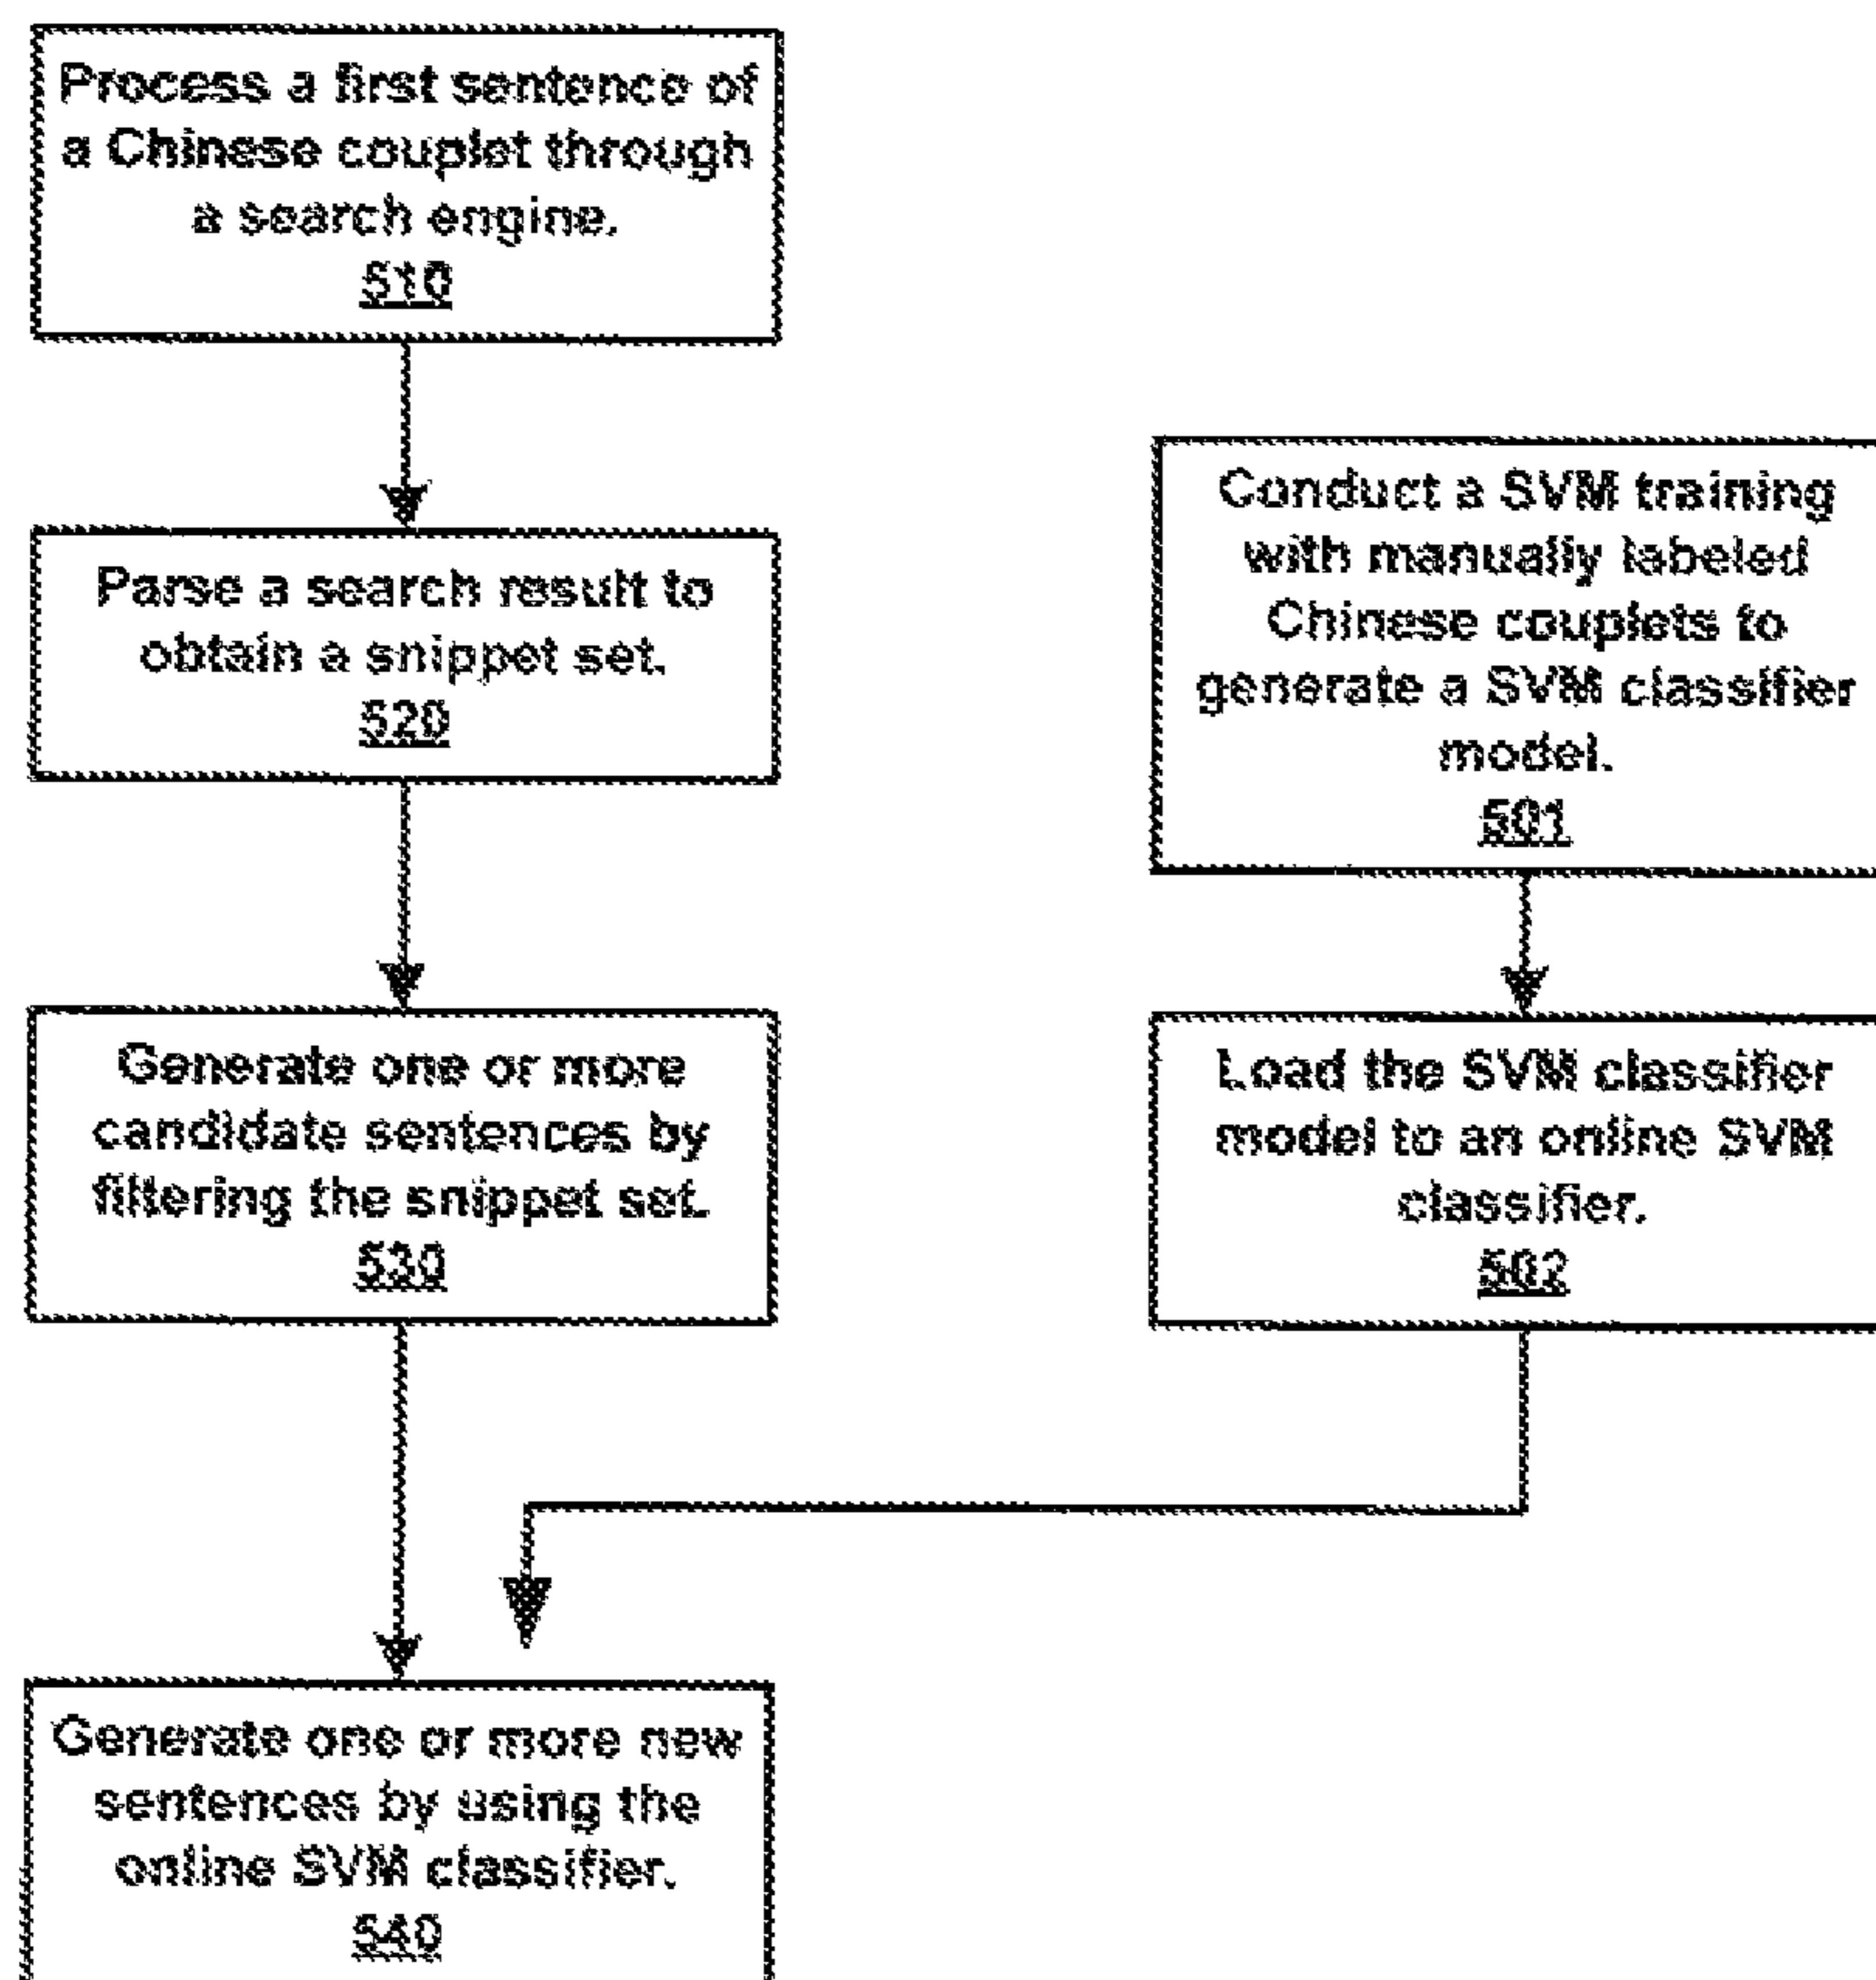 Process a first sentence of
a Chinese couplet through
a search engine.
510
Parse a search result to
obtain a snippet set.
520
Generate one or more
candidate sentences by
filtering the snippet set.
530
Conduct a SVM training
with manually labeled
Chinese couplets to
generate a SVM classifier
model.
501
Load the SVM classifier
model to an online SVM
classifier.
502
Generate one or more new
sentences by using the
online SVM classifier.
540